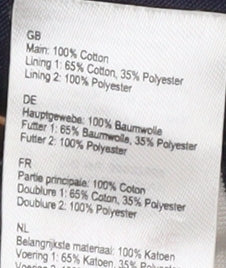 GB
Main: 100% Cotton
Lining 1: 65% Cotton, 35% Polyester
Lining 2: 100% Polyester
DE
Hauptgewebe: 100% Baumwolle
Futter 1: 65% Baumwolle, 35% Polyester
Futter 2: 100% Polyester
FR
Partie principale: 100% Coton
Doublure 1: 65% Coton, 35% Polyester
Doublure 2: 100% Polyester
NL
Belangrijkste materiaal: 100% Katoen
Voering 1: 65% Katoen, 35% Polyester